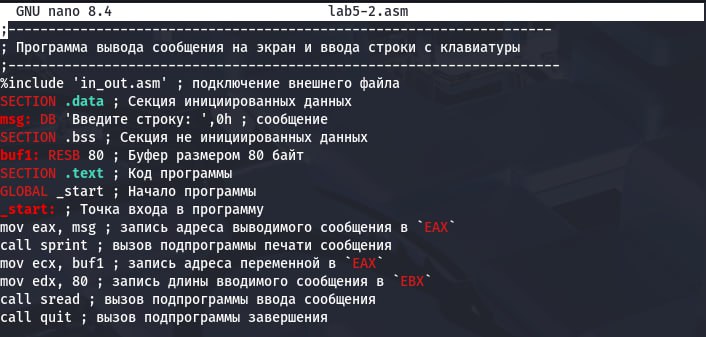 GNU nano 8.4 lab5-2.asm
;------------------------------------------------------------------
; Программа вывода сообщения на экран и ввода строки с клавиатуры
;-------------------------------------------------------------------
%include 'in_out.asm' ; подключение внешнего файла
SECTION .data ; Секция инициированных данных
msg: DB 'Введите строку: ',0h ; сообщение
SECTION .bss ; Секция не инициированных данных
buf1: RESB 80 ; Буфер размером 80 байт
SECTION .text ; Код программы
GLOBAL _start ; Начало программы
_start: ; Точка входа в программу
mov eax, msg ; запись адреса выводимого сообщения в `EAX`
call sprint ; вызов подпрограммы печати сообщения
mov ecx, buf1 ; запись адреса переменной в `EAX`
mov edx, 80 ; запись длины вводимого сообщения в `EBX`
call sread ; вызов подпрограммы ввода сообщения
call quit ; вызов подпрограммы завершения